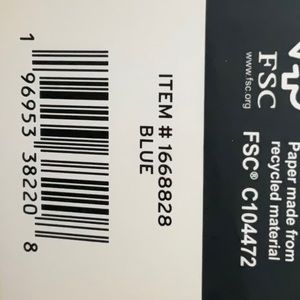 ITEM # 1668828
BLUE
1 96953 38220 8
FSC
www.fsc.org
FSC® C104472
Paper made from
recycled material